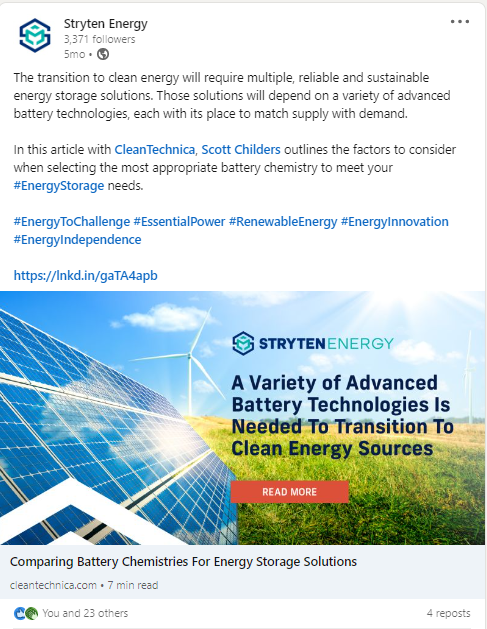 Stryten Energy
3,371 followers
5mo •
The transition to clean energy will require multiple, reliable and sustainable
energy storage solutions. Those solutions will depend on a variety of advanced
battery technologies, each with its place to match supply with demand.
In this article with CleanTechnica, Scott Childers outlines the factors to consider
when selecting the most appropriate battery chemistry to meet your
#EnergyStorage needs.
#EnergyToChallenge #EssentialPower #RenewableEnergy #EnergyInnovation
#EnergyIndependence
https://lnkd.in/gaTA4apb
STRYTENENERGY
A Variety of Advanced
Battery Technologies Is
Needed To Transition To
Clean Energy Sources
READ MORE
Comparing Battery Chemistries For Energy Storage Solutions
cleantechnica.com • 7 min read
You and 23 others
4 reposts